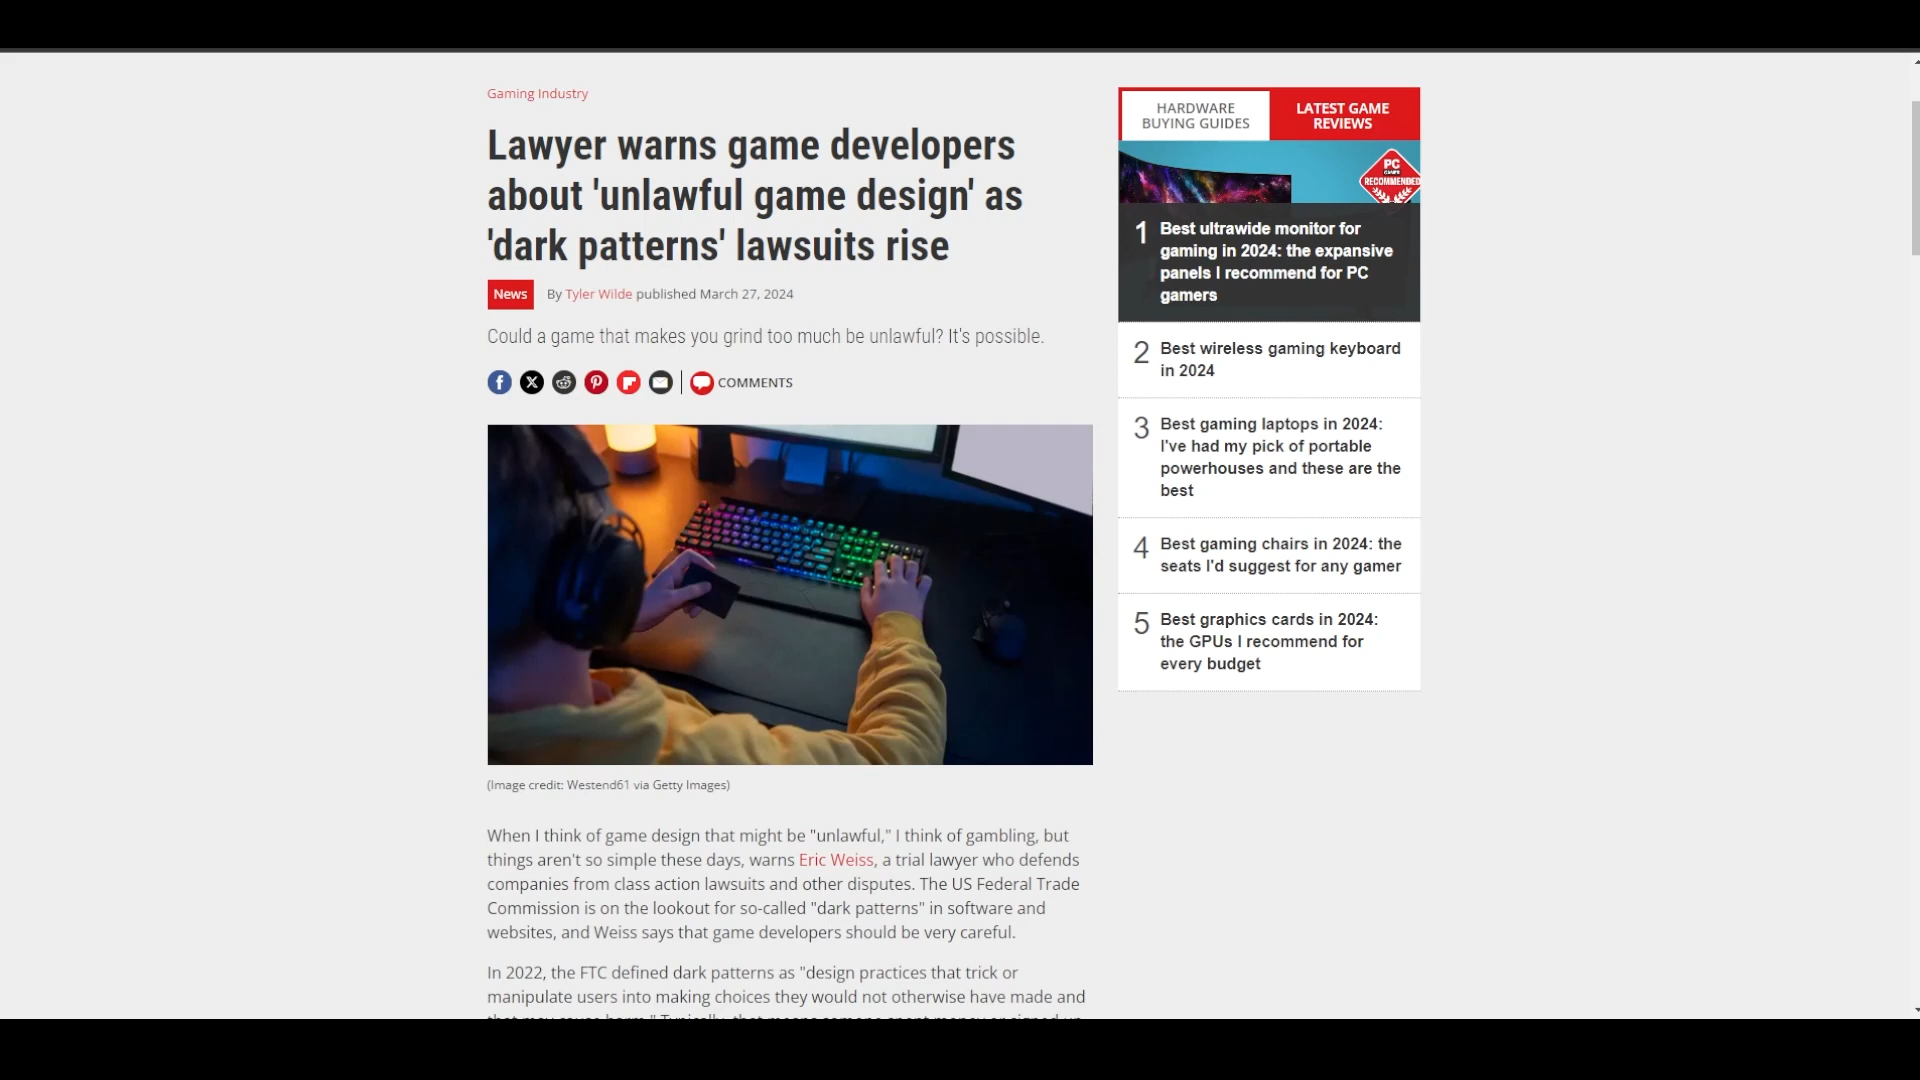 Gaming Industry
Lawyer warns game developers
about 'unlawful game design' as
'dark patterns' lawsuits rise
News By Tyler Wilde published March 27, 2024
Could a game that makes you grind too much be unlawful? It's possible.
COMMENTS
(Image credit: Westend61 via Getty Images)
When I think of game design that might be "unlawful," I think of gambling, but
things aren't so simple these days, warns Eric Weiss, a trial lawyer who defends
companies from class action lawsuits and other disputes. The US Federal Trade
Commission is on the lookout for so-called "dark patterns" in software and
websites, and Weiss says that game developers should be very careful.
In 2022, the FTC defined dark patterns as "design practices that trick or
manipulate users into making choices they would not otherwise have made and
HARDWARE
BUYING GUIDES
LATEST GAME
REVIEWS
PC
GAMER
RECOMMENDED
1 Best ultrawide monitor for
gaming in 2024: the expansive
panels I recommend for PC
gamers
2 Best wireless gaming keyboard
in 2024
3 Best gaming laptops in 2024:
I've had my pick of portable
powerhouses and these are the
best
4 Best gaming chairs in 2024: the
seats I'd suggest for any gamer
5 Best graphics cards in 2024:
the GPUs I recommend for
every budget